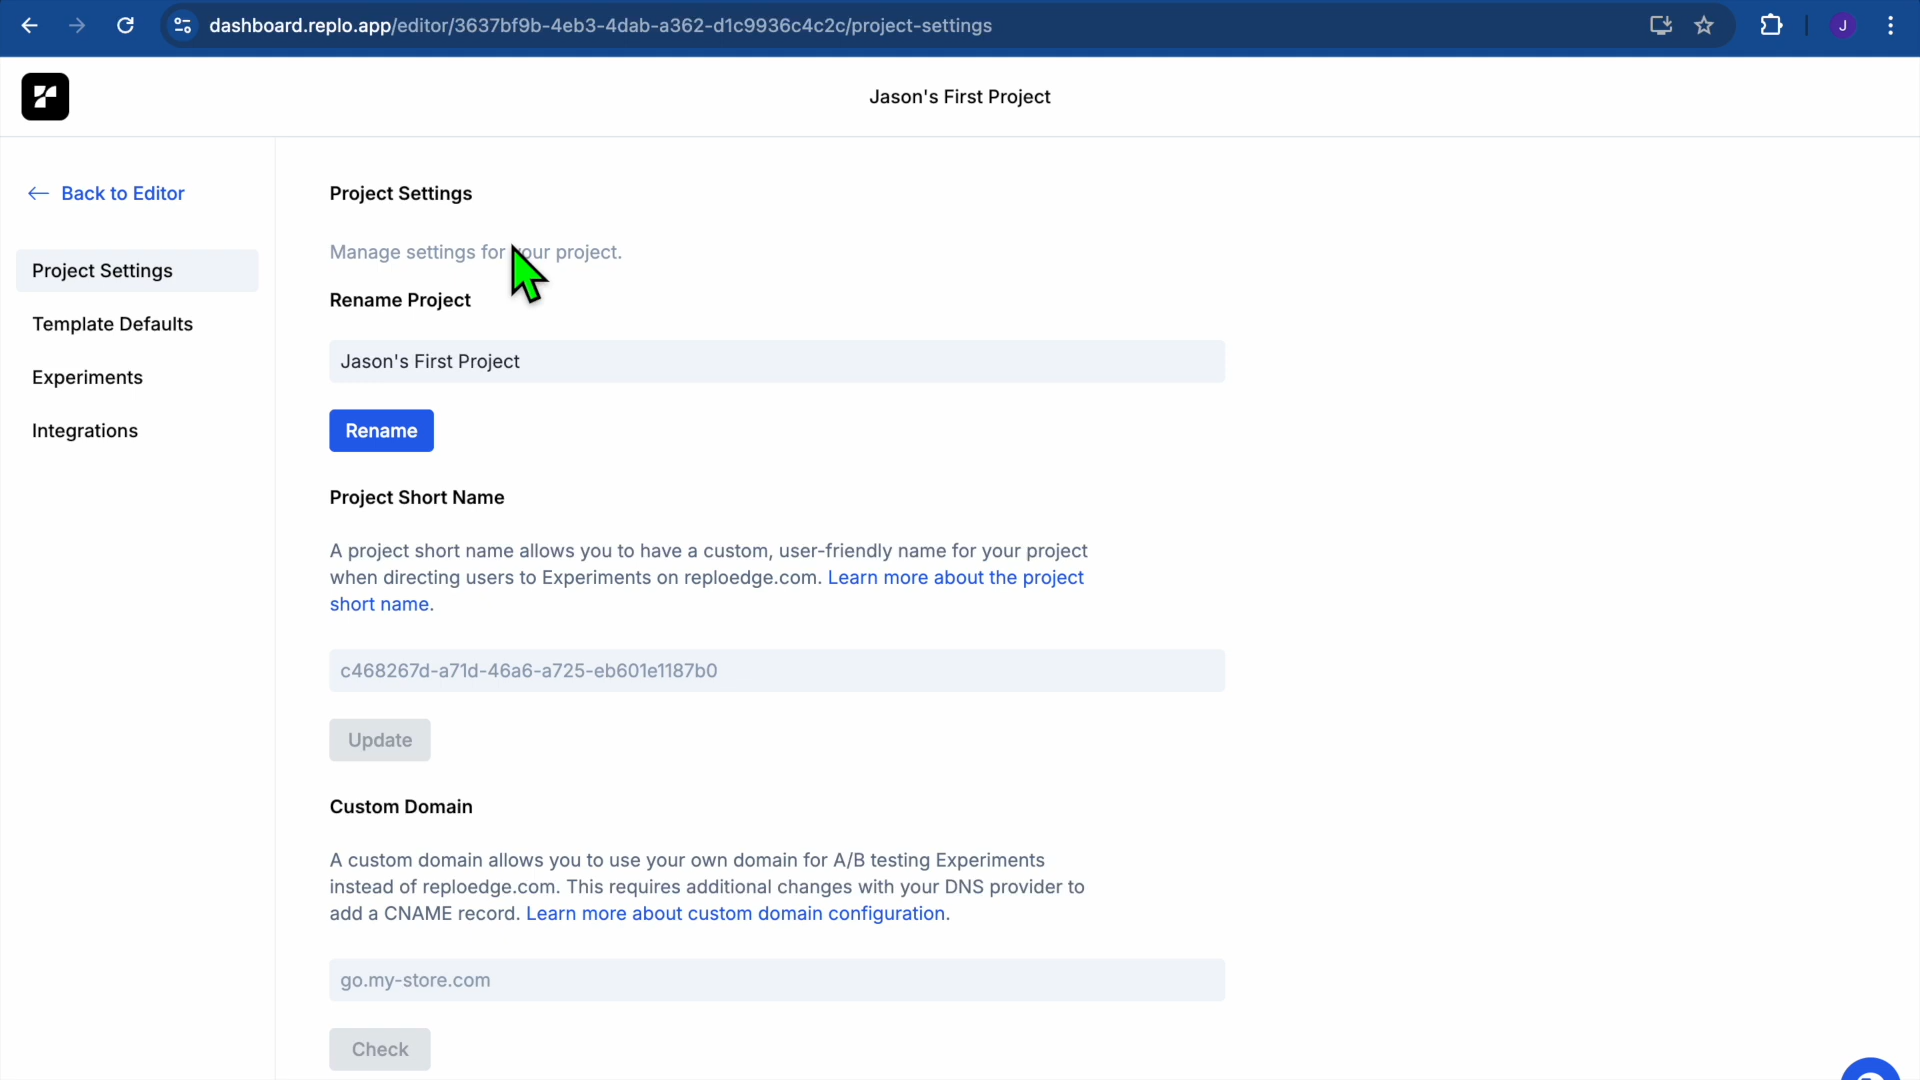 dashboard.replo.app/editor/3637bf9b-4eb3-4dab-a362-d1c9936c4c2c/project-settings
J
Jason's First Project
Back to Editor
Project Settings
Template Defaults
Experiments
Integrations
Project Settings
Manage settings for your project.
Rename Project
Jason's First Project
Rename
Project Short Name
A project short name allows you to have a custom, user-friendly name for your project
when directing users to Experiments on reploedge.com. Learn more about the project
short name.
c468267d-a71d-46a6-a725-eb601e1187b0
Update
Custom Domain
A custom domain allows you to use your own domain for A/B testing Experiments
instead of reploedge.com. This requires additional changes with your DNS provider to
add a CNAME record. Learn more about custom domain configuration.
go.my-store.com
Check